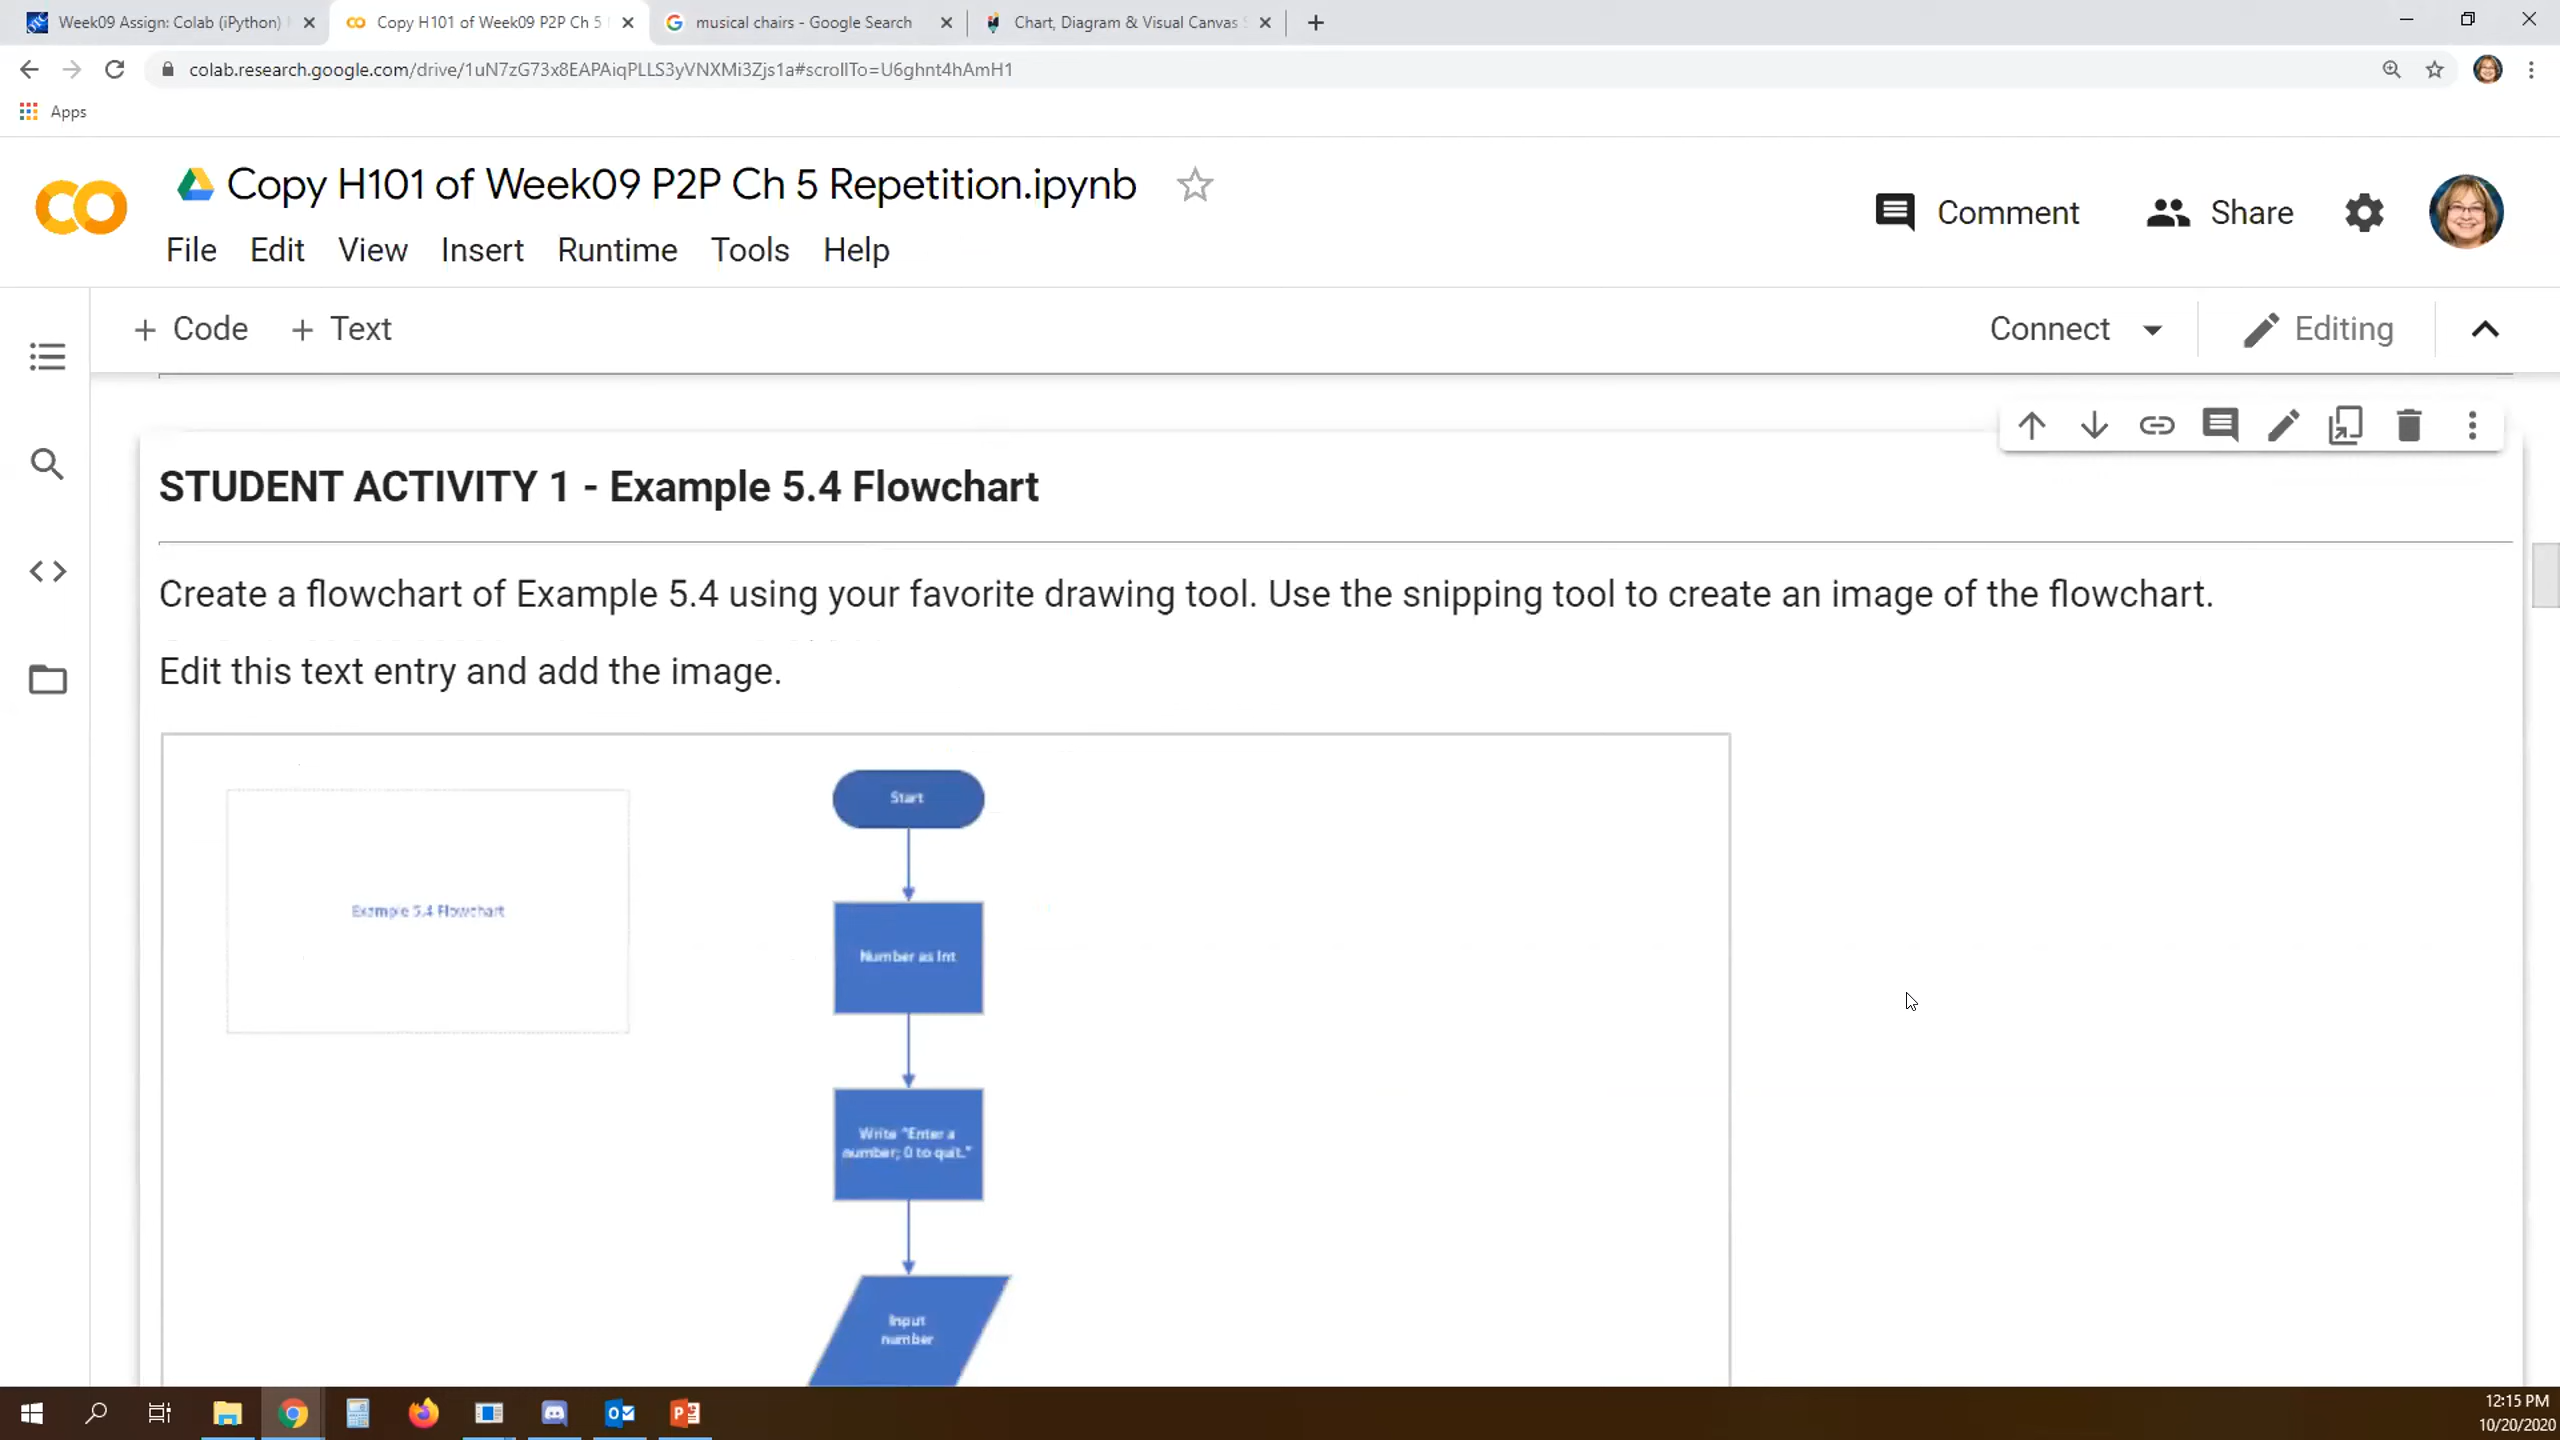 Week09 Assign: Colab (iPython)
Copy H101 of Week09 P2P Ch 5
musical chairs - Google Search
Chart, Diagram & Visual Canvas
colab.research.google.com/drive/1uN7zG73x8EAPAiqPLLS3yVNXMi3Zjs1a#scrollTo=U6ghnt4hAmH1
Apps
Copy H101 of Week09 P2P Ch 5 Repetition.ipynb
Comment
Share
File Edit View Insert Runtime Tools Help
+ Code + Text
Connect
Editing
STUDENT ACTIVITY 1 - Example 5.4 Flowchart
Create a flowchart of Example 5.4 using your favorite drawing tool. Use the snipping tool to create an image of the flowchart.
Edit this text entry and add the image.
Start
Example 5.4 Flowchart
Number as Int
Write "Enter a
number; 0 to quit."
Input
number
12:15 PM
10/20/2020